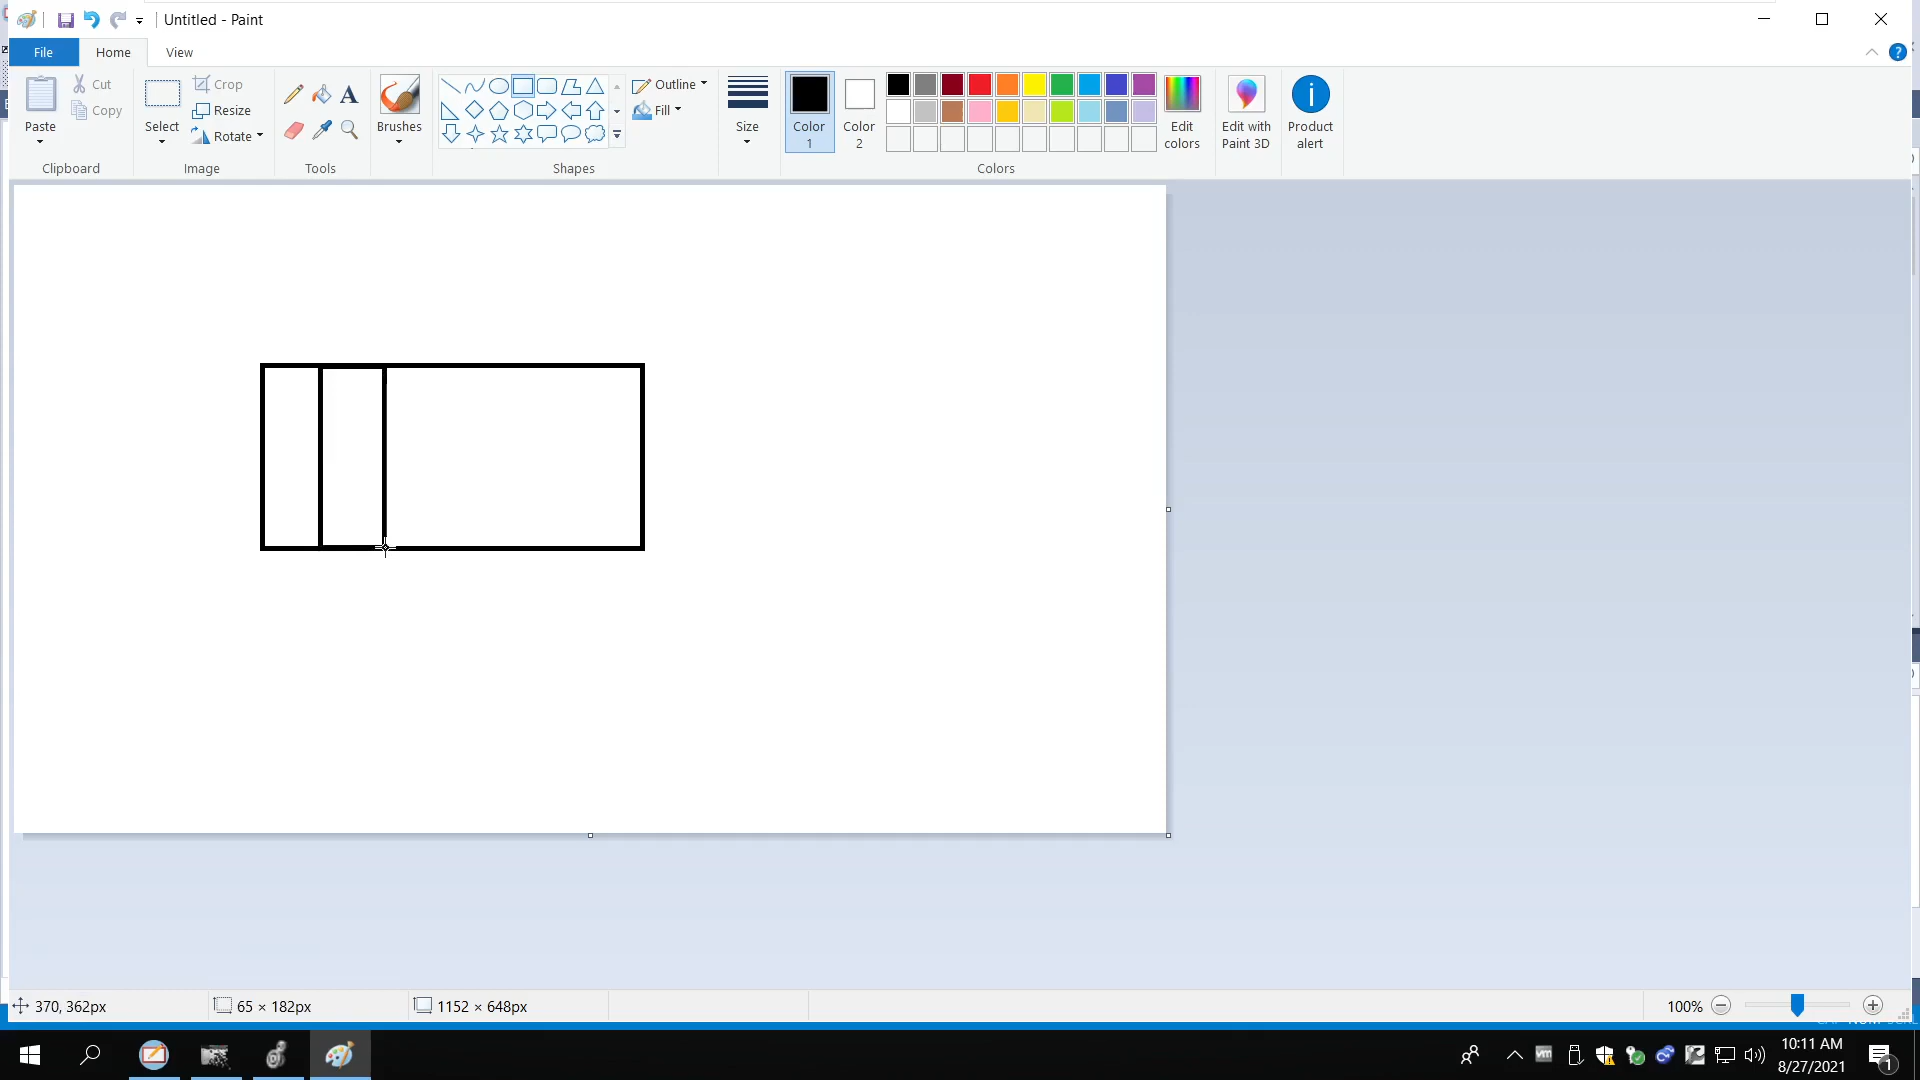 Untitled - Paint
File
Home
View
Paste
Cut
Copy
Clipboard
Select
Crop
Resize
Rotate
Image
A
Tools
Brushes
Shapes
Outline
Fill
Size
Color
1
Color
2
Edit
colors
Colors
Edit with
Paint 3D
Product
alert
370, 362px
65 × 182px
1152 × 648px
100%
vm
10:11 AM
8/27/2021
1